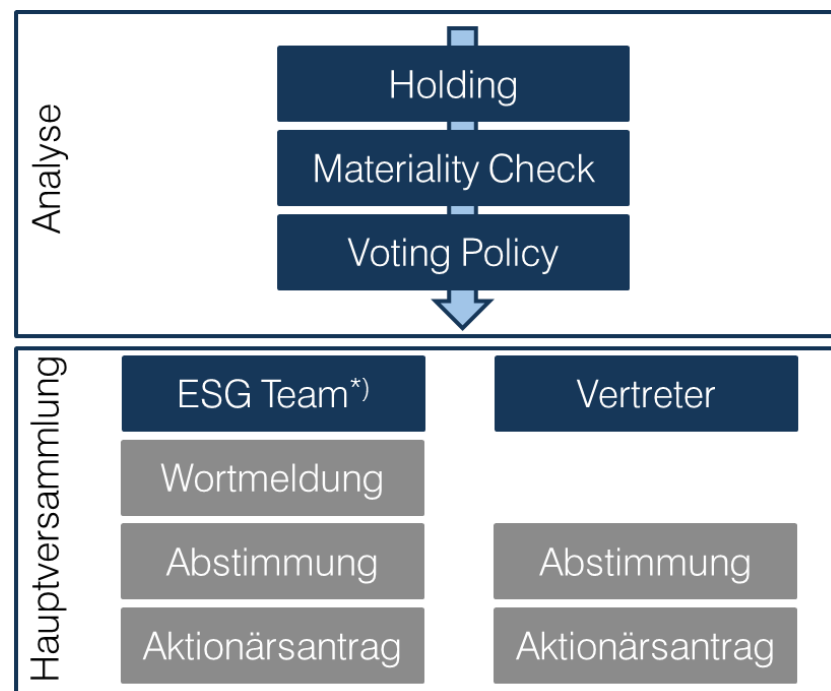 Analyse
Holding
Materiality Check
Voting Policy
Hauptversammlung
ESG Team*)
Vertreter
Wortmeldung
Abstimmung
Abstimmung
Aktionärsantrag
Aktionärsantrag